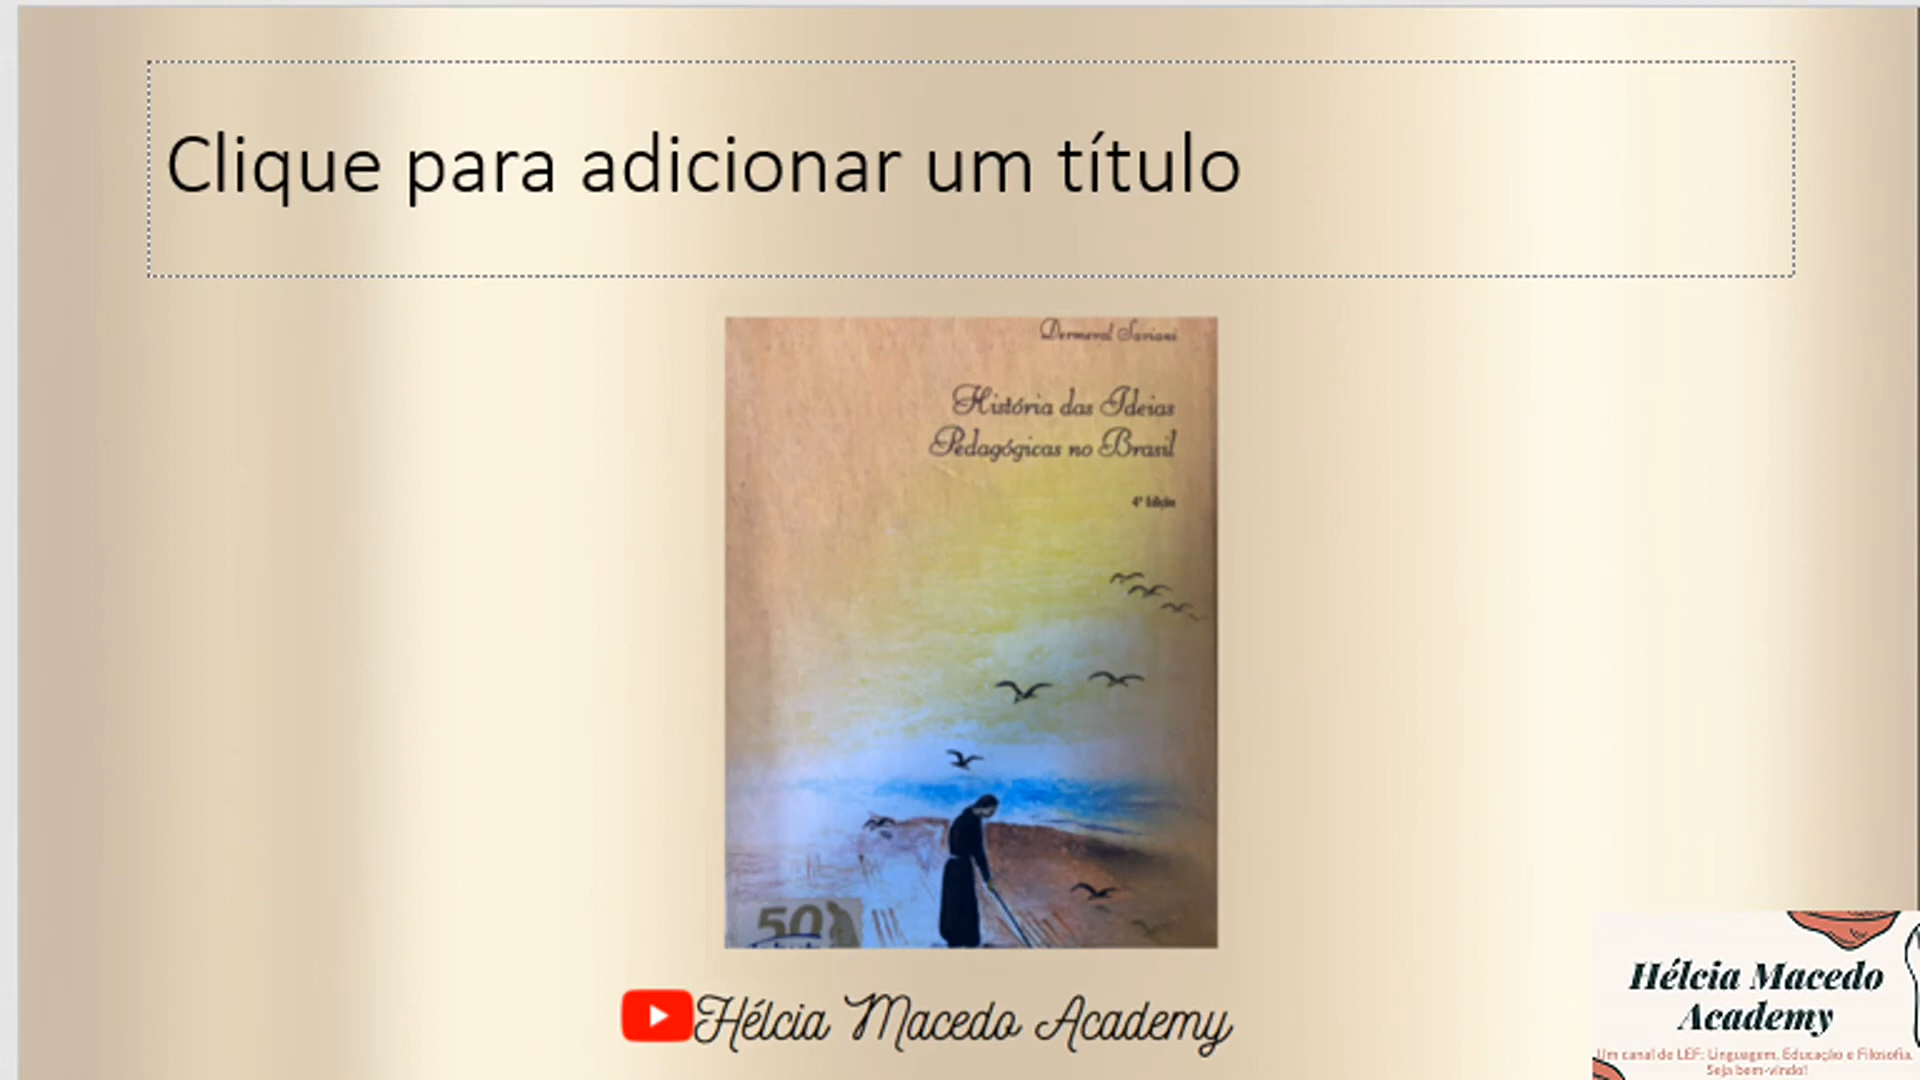 Clique para adicionar um título
Dermeval Saviani
História das Ideias
Pedagógicas no Brasil
4ª Edição
50
Hélcia Macedo Academy
Hélcia Macedo
Academy
Um canal de LEF: Linguagem, Educação e Filosofia.
Seja bem-vindo!